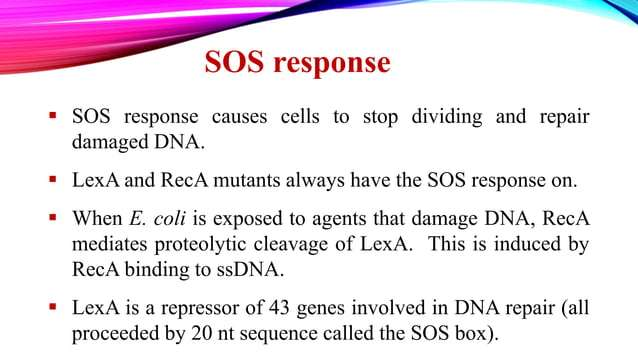 SOS response
▪ SOS response causes cells to stop dividing and repair
damaged DNA.
▪ LexA and RecA mutants always have the SOS response on.
▪ When E. coli is exposed to agents that damage DNA, RecA
mediates proteolytic cleavage of LexA. This is induced by
RecA binding to ssDNA.
▪ LexA is a repressor of 43 genes involved in DNA repair (all
proceeded by 20 nt sequence called the SOS box).